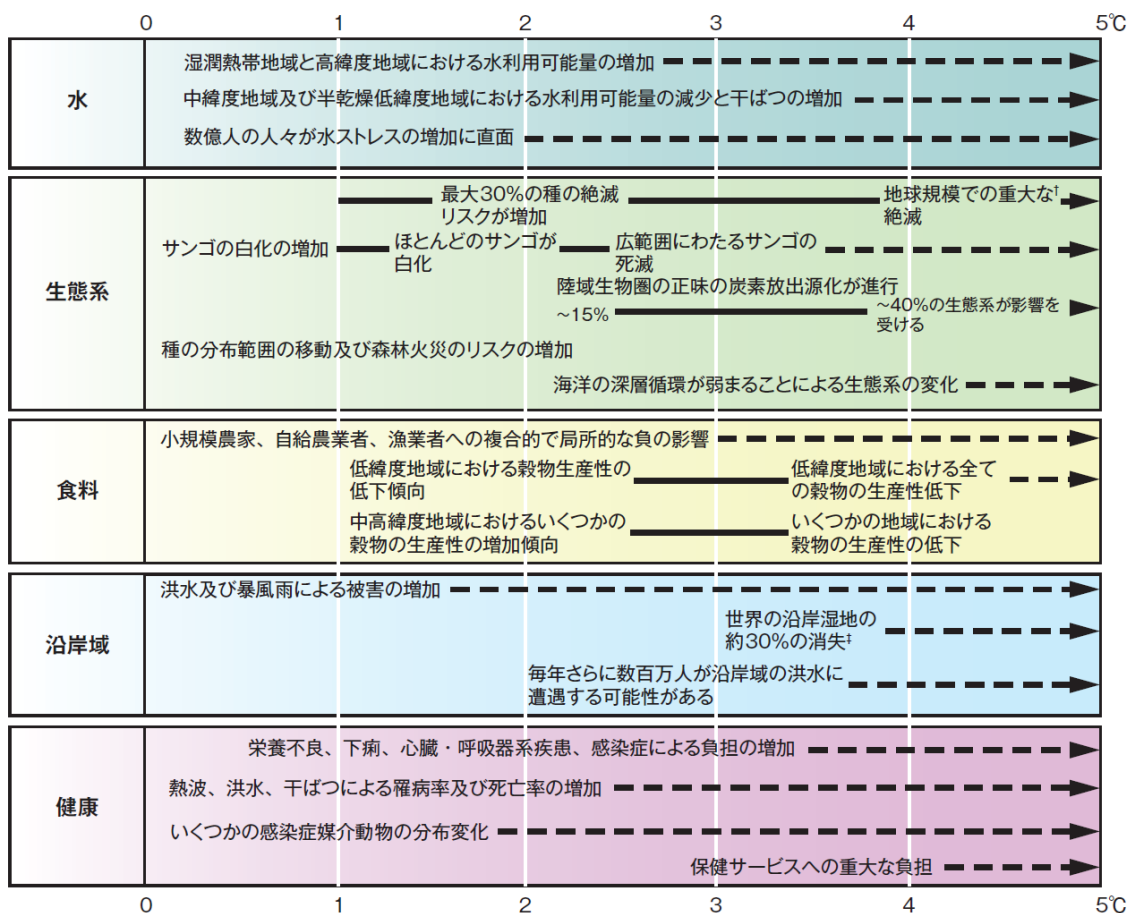 0 1 2 3 4 5℃
水
湿潤熱帯地域と高緯度地域における水利用可能量の増加
中緯度地域及び半乾燥低緯度地域における水利用可能量の減少と干ばつの増加
数億人の人々が水ストレスの増加に直面
生態系
最大30%の種の絶滅
リスクが増加
地球規模での重大な†
絶滅
サンゴの白化の増加
ほとんどのサンゴが
白化
広範囲にわたるサンゴの
死滅
陸域生物圏の正味の炭素放出源化が進行
~15%
~40%の生態系が影響を
受ける
種の分布範囲の移動及び森林火災のリスクの増加
海洋の深層循環が弱まることによる生態系の変化
食料
小規模農家、自給農業者、漁業者への複合的で局所的な負の影響
低緯度地域における穀物生産性の
低下傾向
低緯度地域における全て
の穀物の生産性低下
中高緯度地域におけるいくつかの
穀物の生産性の増加傾向
いくつかの地域における
穀物の生産性の低下
沿岸域
洪水及び暴風雨による被害の増加
世界の沿岸湿地の
約30%の消失‡
毎年さらに数百万人が沿岸域の洪水に
遭遇する可能性がある
健康
栄養不良、下痢、心臓・呼吸器系疾患、感染症による負担の増加
熱波、洪水、干ばつによる罹病率及び死亡率の増加
いくつかの感染症媒介動物の分布変化
保健サービスへの重大な負担
0 1 2 3 4 5℃